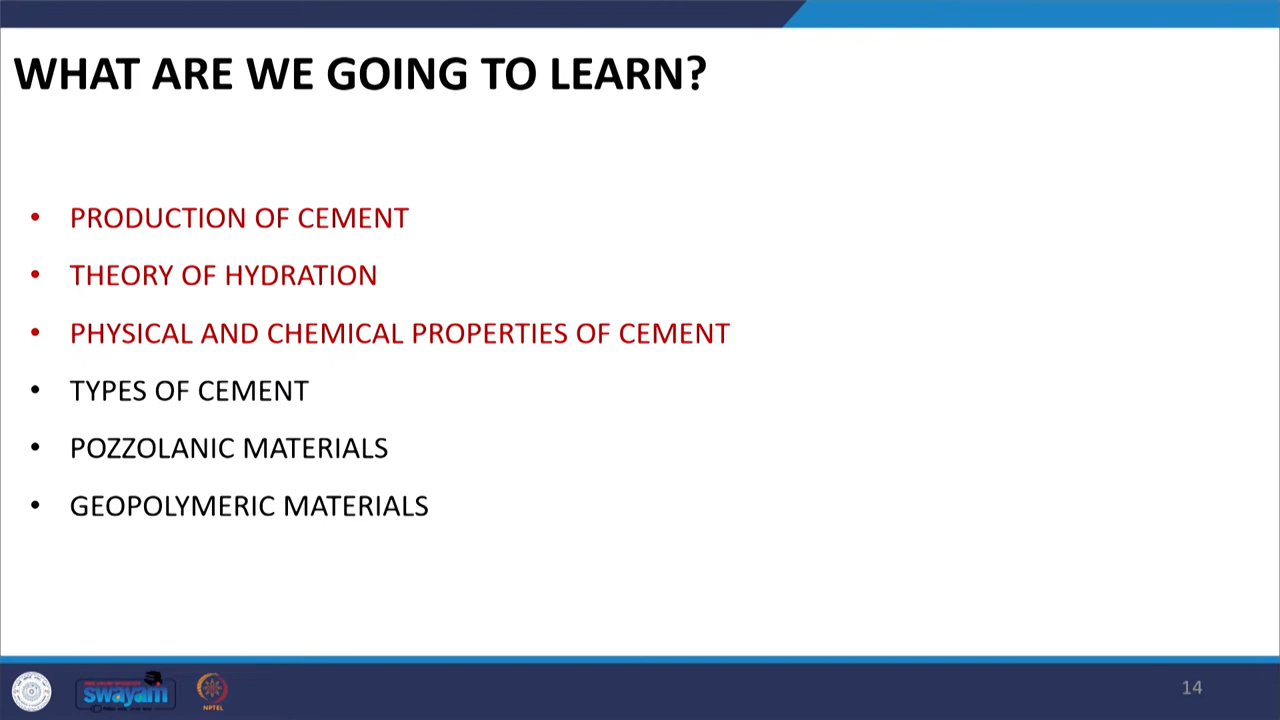 WHAT ARE WE GOING TO LEARN?
• PRODUCTION OF CEMENT
• THEORY OF HYDRATION
• PHYSICAL AND CHEMICAL PROPERTIES OF CEMENT
• TYPES OF CEMENT
• POZZOLANIC MATERIALS
• GEOPOLYMERIC MATERIALS
swayam
NPTEL
14